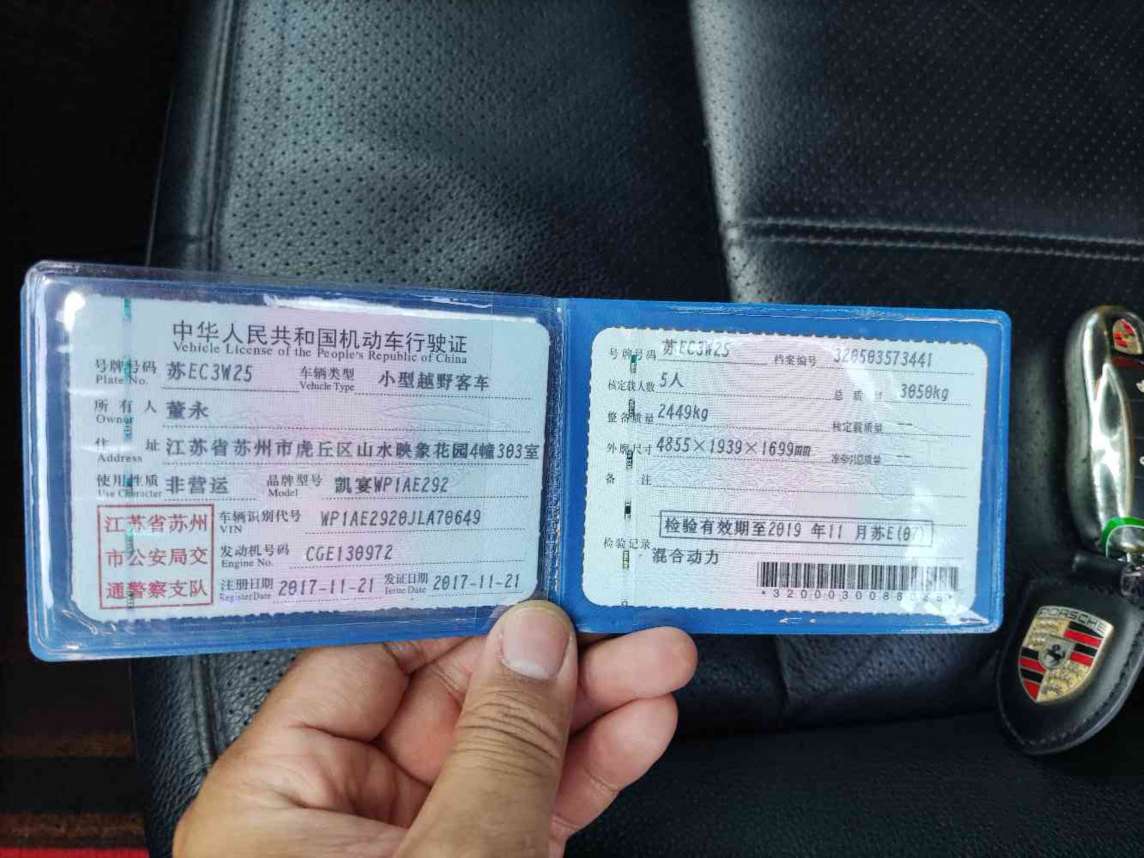 中华人民共和国机动车行驶证
Vehicle License of the People's Republic of China
号牌号码 苏EC3W25 车辆类型 小型越野客车
Plate No. Vehicle Type
所有人 董永
Owner
住址 江苏省苏州市虎丘区山水映象花园4幢303室
Address
使用性质 非营运 品牌型号 凯宴WP1AE292
Use Character Model
江苏省苏州
市公安局交
通警察支队
车辆识别代号 WP1AE2920JLA70649
VIN
发动机号码 CGE130972
Engine No.
注册日期 2017-11-21 发证日期 2017-11-21
Register Date Issue Date
号牌号码 苏EC3W25 档案编号 320503573441
核定载人数 5人 总质量 3050kg
整备质量 2449kg 核定载质量 --
外廓尺寸 4855×1939×1699mm 准牵引总质量 --
备注
检验有效期至2019 年11 月苏E(07)
检验记录
混合动力
PORSCHE